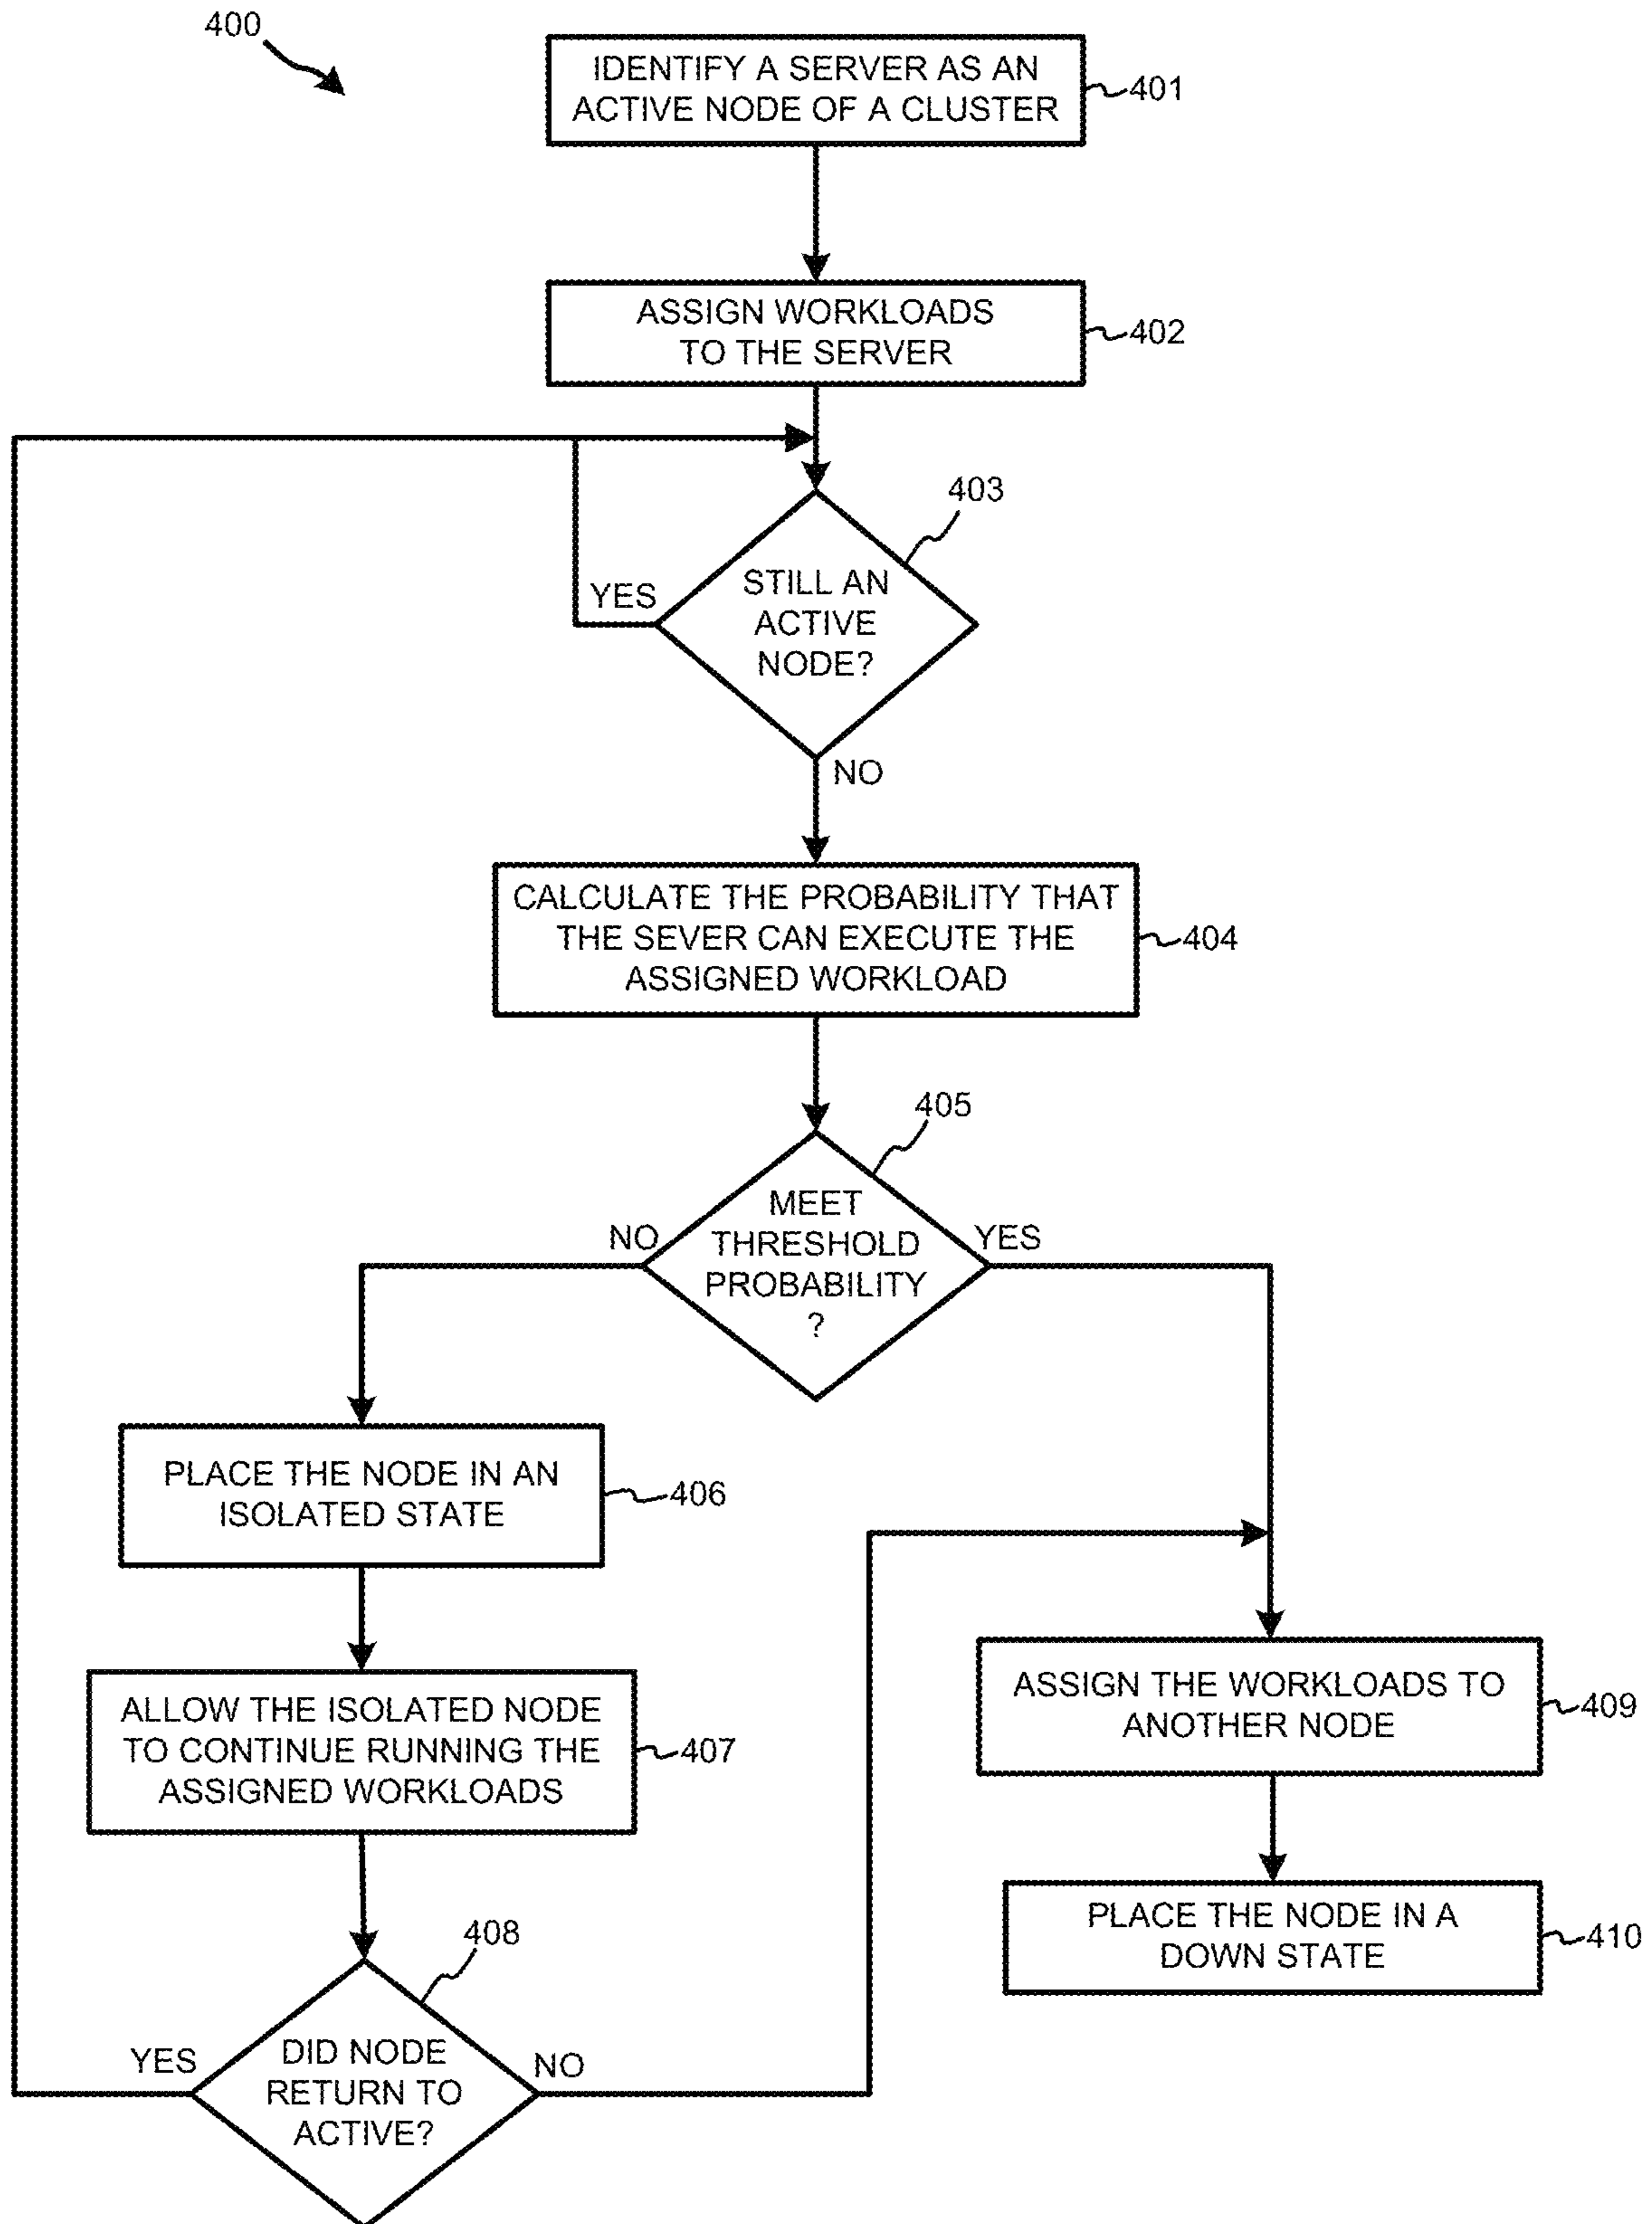 400
IDENTIFY A SERVER AS AN
ACTIVE NODE OF A CLUSTER
401
ASSIGN WORKLOADS
TO THE SERVER
402
403
STILL AN
ACTIVE
NODE?
YES
NO
CALCULATE THE PROBABILITY THAT
THE SEVER CAN EXECUTE THE
ASSIGNED WORKLOAD
404
405
MEET
THRESHOLD
PROBABILITY
?
NO
YES
PLACE THE NODE IN AN
ISOLATED STATE
406
ALLOW THE ISOLATED NODE
TO CONTINUE RUNNING THE
ASSIGNED WORKLOADS
407
408
DID NODE
RETURN TO
ACTIVE?
YES
NO
ASSIGN THE WORKLOADS TO
ANOTHER NODE
409
PLACE THE NODE IN A
DOWN STATE
410